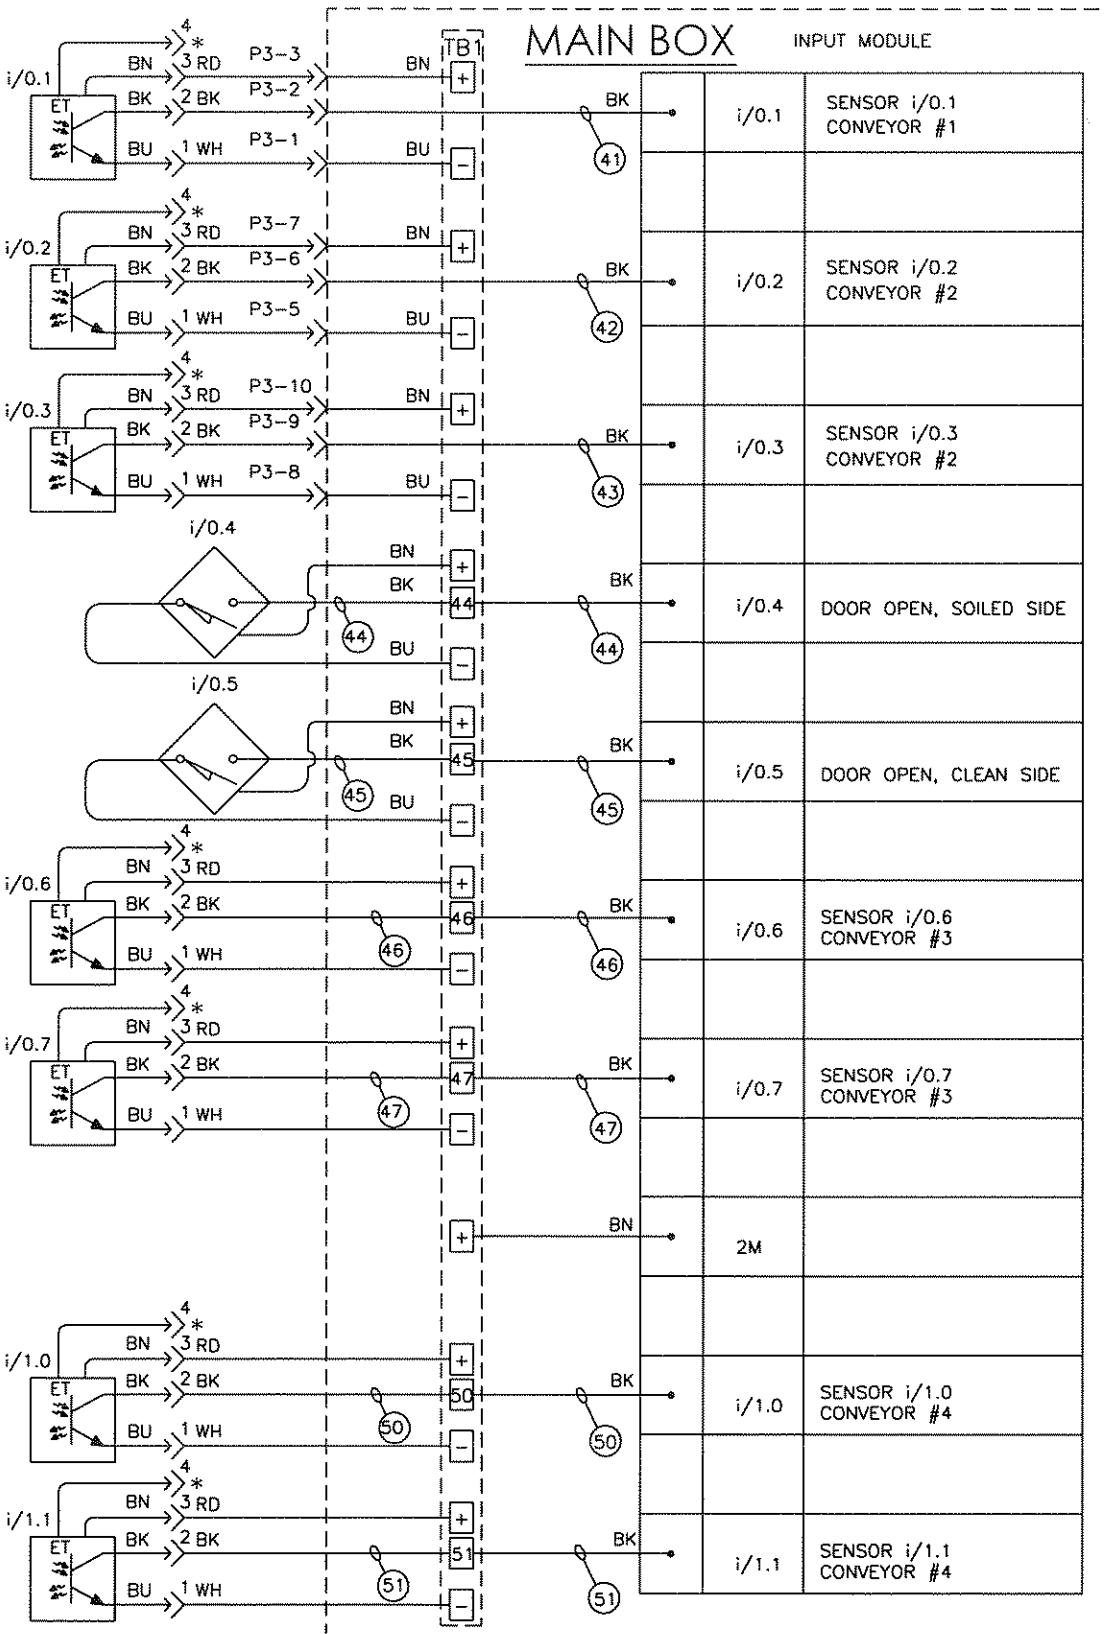 MAIN BOX
INPUT MODULE
TB1
i/0.1
4
*
BN 3 RD P3-3 BN +
ET
BK 2 BK P3-2 BK
41
BU 1 WH P3-1 BU -
i/0.1
SENSOR i/0.1
CONVEYOR #1
i/0.2
4
*
BN 3 RD P3-7 BN +
ET
BK 2 BK P3-6 BK
42
BU 1 WH P3-5 BU -
i/0.2
SENSOR i/0.2
CONVEYOR #2
i/0.3
4
*
BN 3 RD P3-10 BN +
ET
BK 2 BK P3-9 BK
43
BU 1 WH P3-8 BU -
i/0.3
SENSOR i/0.3
CONVEYOR #2
i/0.4
BN +
BK 44 BK
44 44
BU -
i/0.4
DOOR OPEN, SOILED SIDE
i/0.5
BN +
BK 45 BK
45 45
BU -
i/0.5
DOOR OPEN, CLEAN SIDE
i/0.6
4
*
BN 3 RD +
ET
BK 2 BK 46 BK
46 46
BU 1 WH -
i/0.6
SENSOR i/0.6
CONVEYOR #3
i/0.7
4
*
BN 3 RD +
ET
BK 2 BK 47 BK
47 47
BU 1 WH -
i/0.7
SENSOR i/0.7
CONVEYOR #3
+ BN
2M
i/1.0
4
*
BN 3 RD +
ET
BK 2 BK 50 BK
50 50
BU 1 WH -
i/1.0
SENSOR i/1.0
CONVEYOR #4
i/1.1
4
*
BN 3 RD +
ET
BK 2 BK 51 BK
51 51
BU 1 WH -
i/1.1
SENSOR i/1.1
CONVEYOR #4